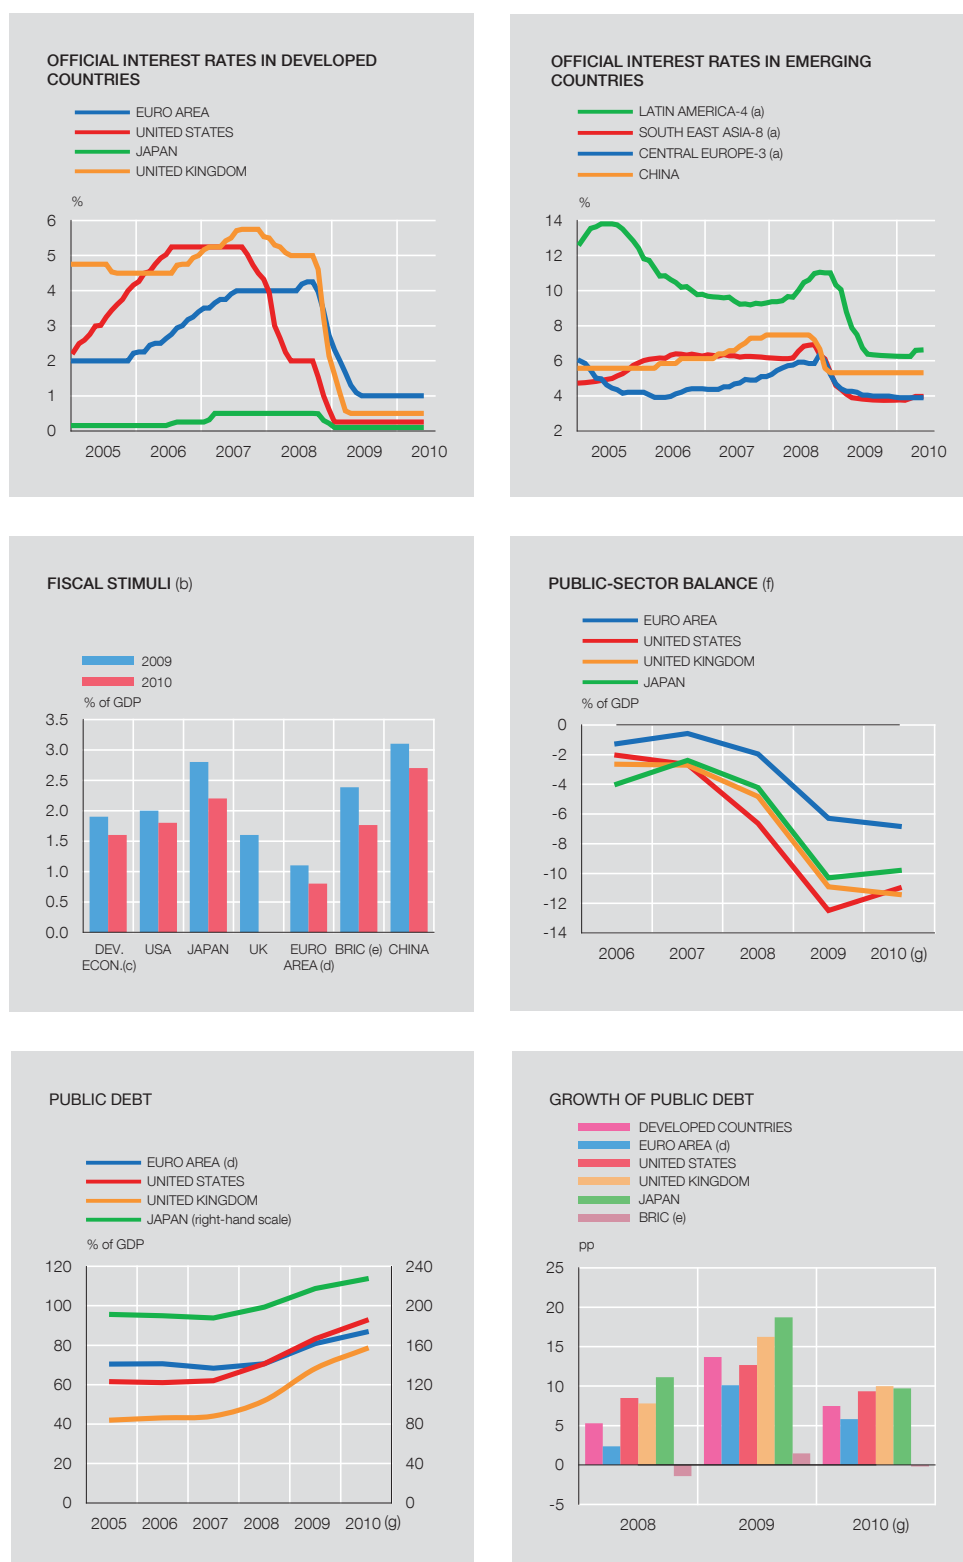 OFFICIAL INTEREST RATES IN DEVELOPED
COUNTRIES
EURO AREA
UNITED STATES
JAPAN
UNITED KINGDOM
%
6
5
4
3
2
1
0
2005 2006 2007 2008 2009 2010
OFFICIAL INTEREST RATES IN EMERGING
COUNTRIES
LATIN AMERICA-4 (a)
SOUTH EAST ASIA-8 (a)
CENTRAL EUROPE-3 (a)
CHINA
%
14
12
10
8
6
4
2
2005 2006 2007 2008 2009 2010
FISCAL STIMULI (b)
2009
2010
% of GDP
3.5
3.0
2.5
2.0
1.5
1.0
0.5
0.0
DEV. USA JAPAN UK EURO BRIC (e) CHINA
ECON.(c) AREA (d)
PUBLIC-SECTOR BALANCE (f)
EURO AREA
UNITED STATES
UNITED KINGDOM
JAPAN
% of GDP
0
-2
-4
-6
-8
-10
-12
-14
2006 2007 2008 2009 2010 (g)
PUBLIC DEBT
EURO AREA (d)
UNITED STATES
UNITED KINGDOM
JAPAN (right-hand scale)
% of GDP
120 240
100 200
80 160
60 120
40 80
20 40
0 0
2005 2006 2007 2008 2009 2010 (g)
GROWTH OF PUBLIC DEBT
DEVELOPED COUNTRIES
EURO AREA (d)
UNITED STATES
UNITED KINGDOM
JAPAN
BRIC (e)
pp
25
20
15
10
5
0
-5
2008 2009 2010 (g)